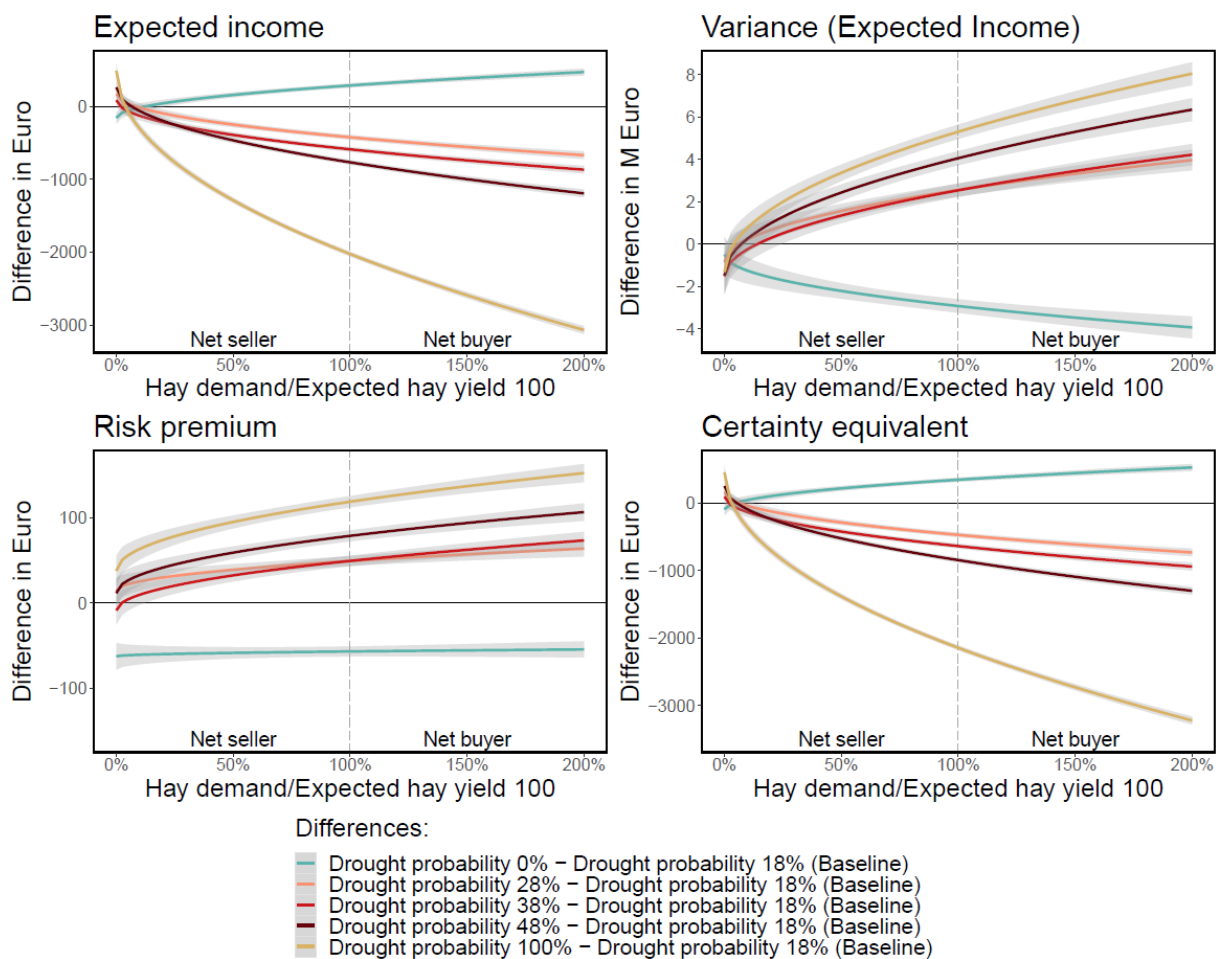 Expected income
Difference in Euro
0
−1000
−2000
−3000
Net seller
Net buyer
0%
50%
100%
150%
200%
Hay demand/Expected hay yield 100
Variance (Expected Income)
Difference in M Euro
8
6
4
2
0
−2
−4
Net seller
Net buyer
0%
50%
100%
150%
200%
Hay demand/Expected hay yield 100
Risk premium
Difference in Euro
100
0
−100
Net seller
Net buyer
0%
50%
100%
150%
200%
Hay demand/Expected hay yield 100
Certainty equivalent
Difference in Euro
0
−1000
−2000
−3000
Net seller
Net buyer
0%
50%
100%
150%
200%
Hay demand/Expected hay yield 100
Differences:
Drought probability 0% − Drought probability 18% (Baseline)
Drought probability 28% − Drought probability 18% (Baseline)
Drought probability 38% − Drought probability 18% (Baseline)
Drought probability 48% − Drought probability 18% (Baseline)
Drought probability 100% − Drought probability 18% (Baseline)